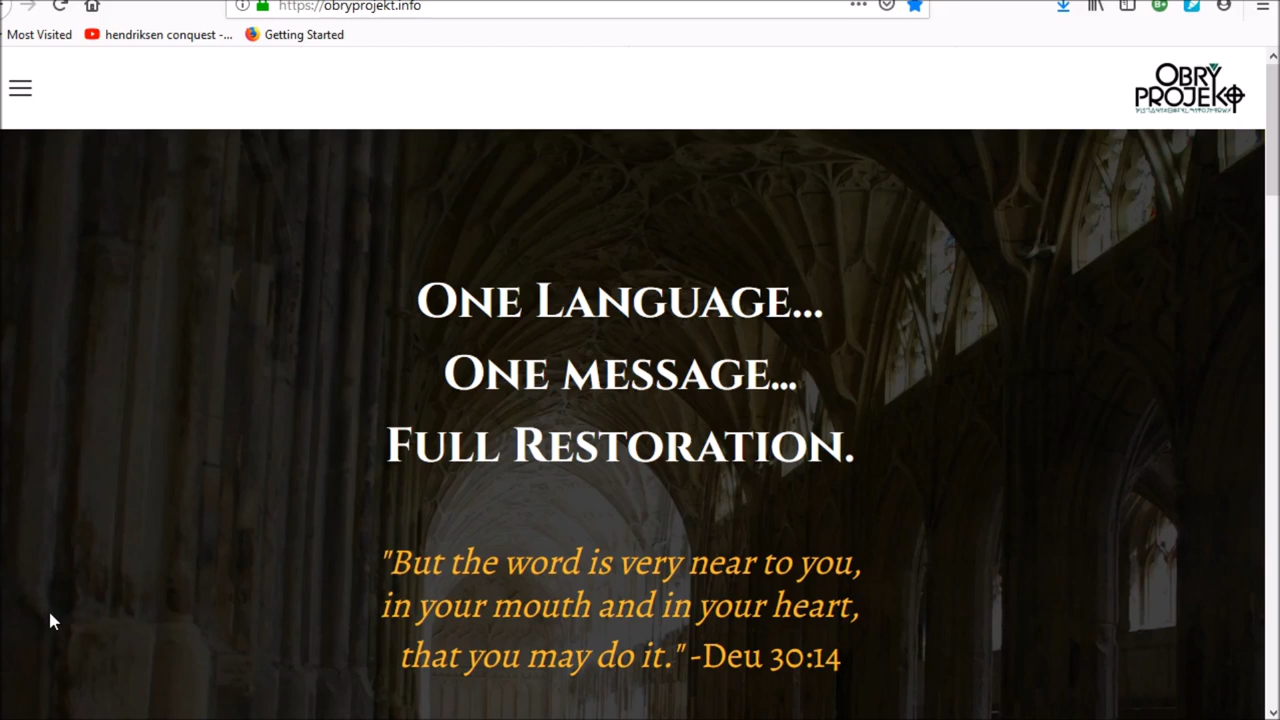 https://obryprojekt.info
Most Visited
hendriksen conquest -...
Getting Started
OBRY
PROJEKT
One Language...
One message...
Full Restoration.
"But the word is very near to you,
in your mouth and in your heart,
that you may do it." -Deu 30:14